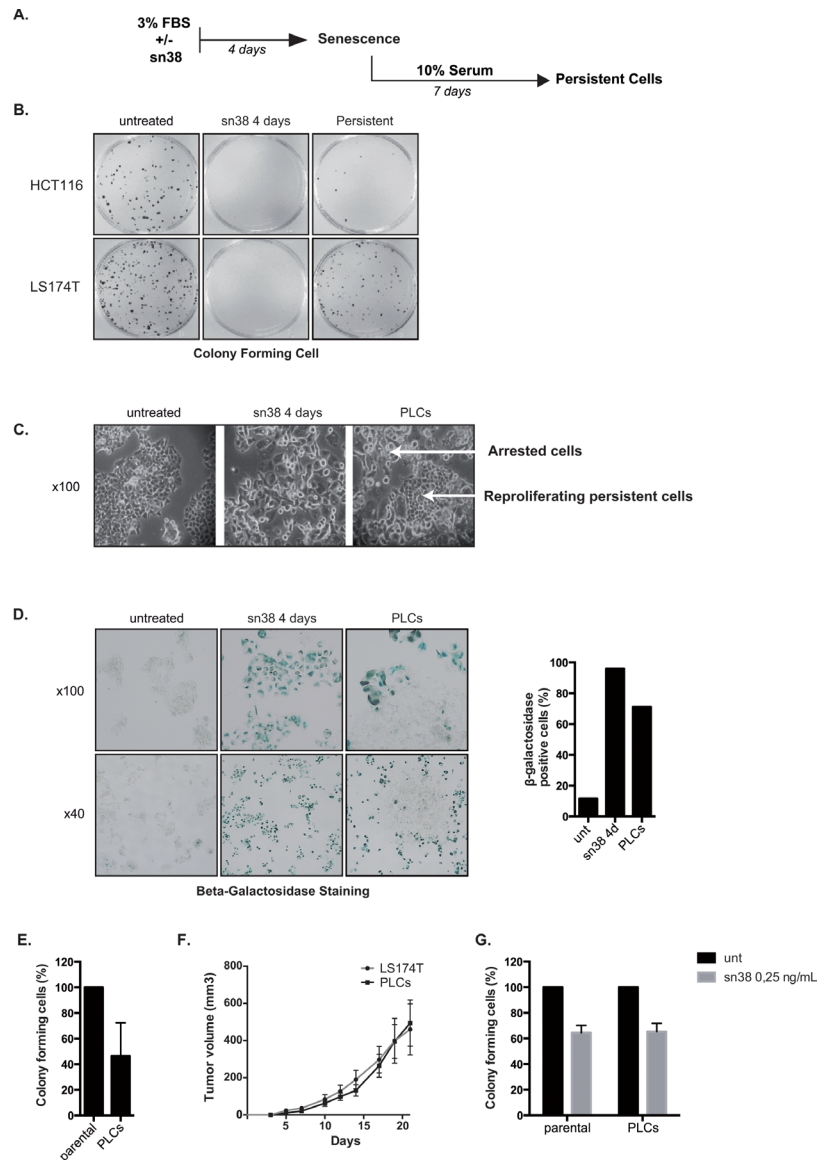 A.
3% FBS
+/-
sn38
4 days
Senescence
10% Serum
7 days
Persistent Cells
B.
untreated
sn38 4 days
Persistent
HCT116
LS174T
Colony Forming Cell
C.
untreated
sn38 4 days
PLCs
x100
Arrested cells
Reproliferating persistent cells
D.
untreated
sn38 4 days
PLCs
x100
x40
Beta-Galactosidase Staining
β-galactosidase
positive cells (%)
100
80
60
40
20
0
unt
sn38 4d
PLCs
E.
Colony forming cells (%)
120
100
80
60
40
20
0
parental
PLCs
F.
Tumor volume (mm3)
800
600
400
200
0
5
10
15
20
Days
LS174T
PLCs
G.
Colony forming cells (%)
120
100
80
60
40
20
0
parental
PLCs
unt
sn38 0,25 ng/mL